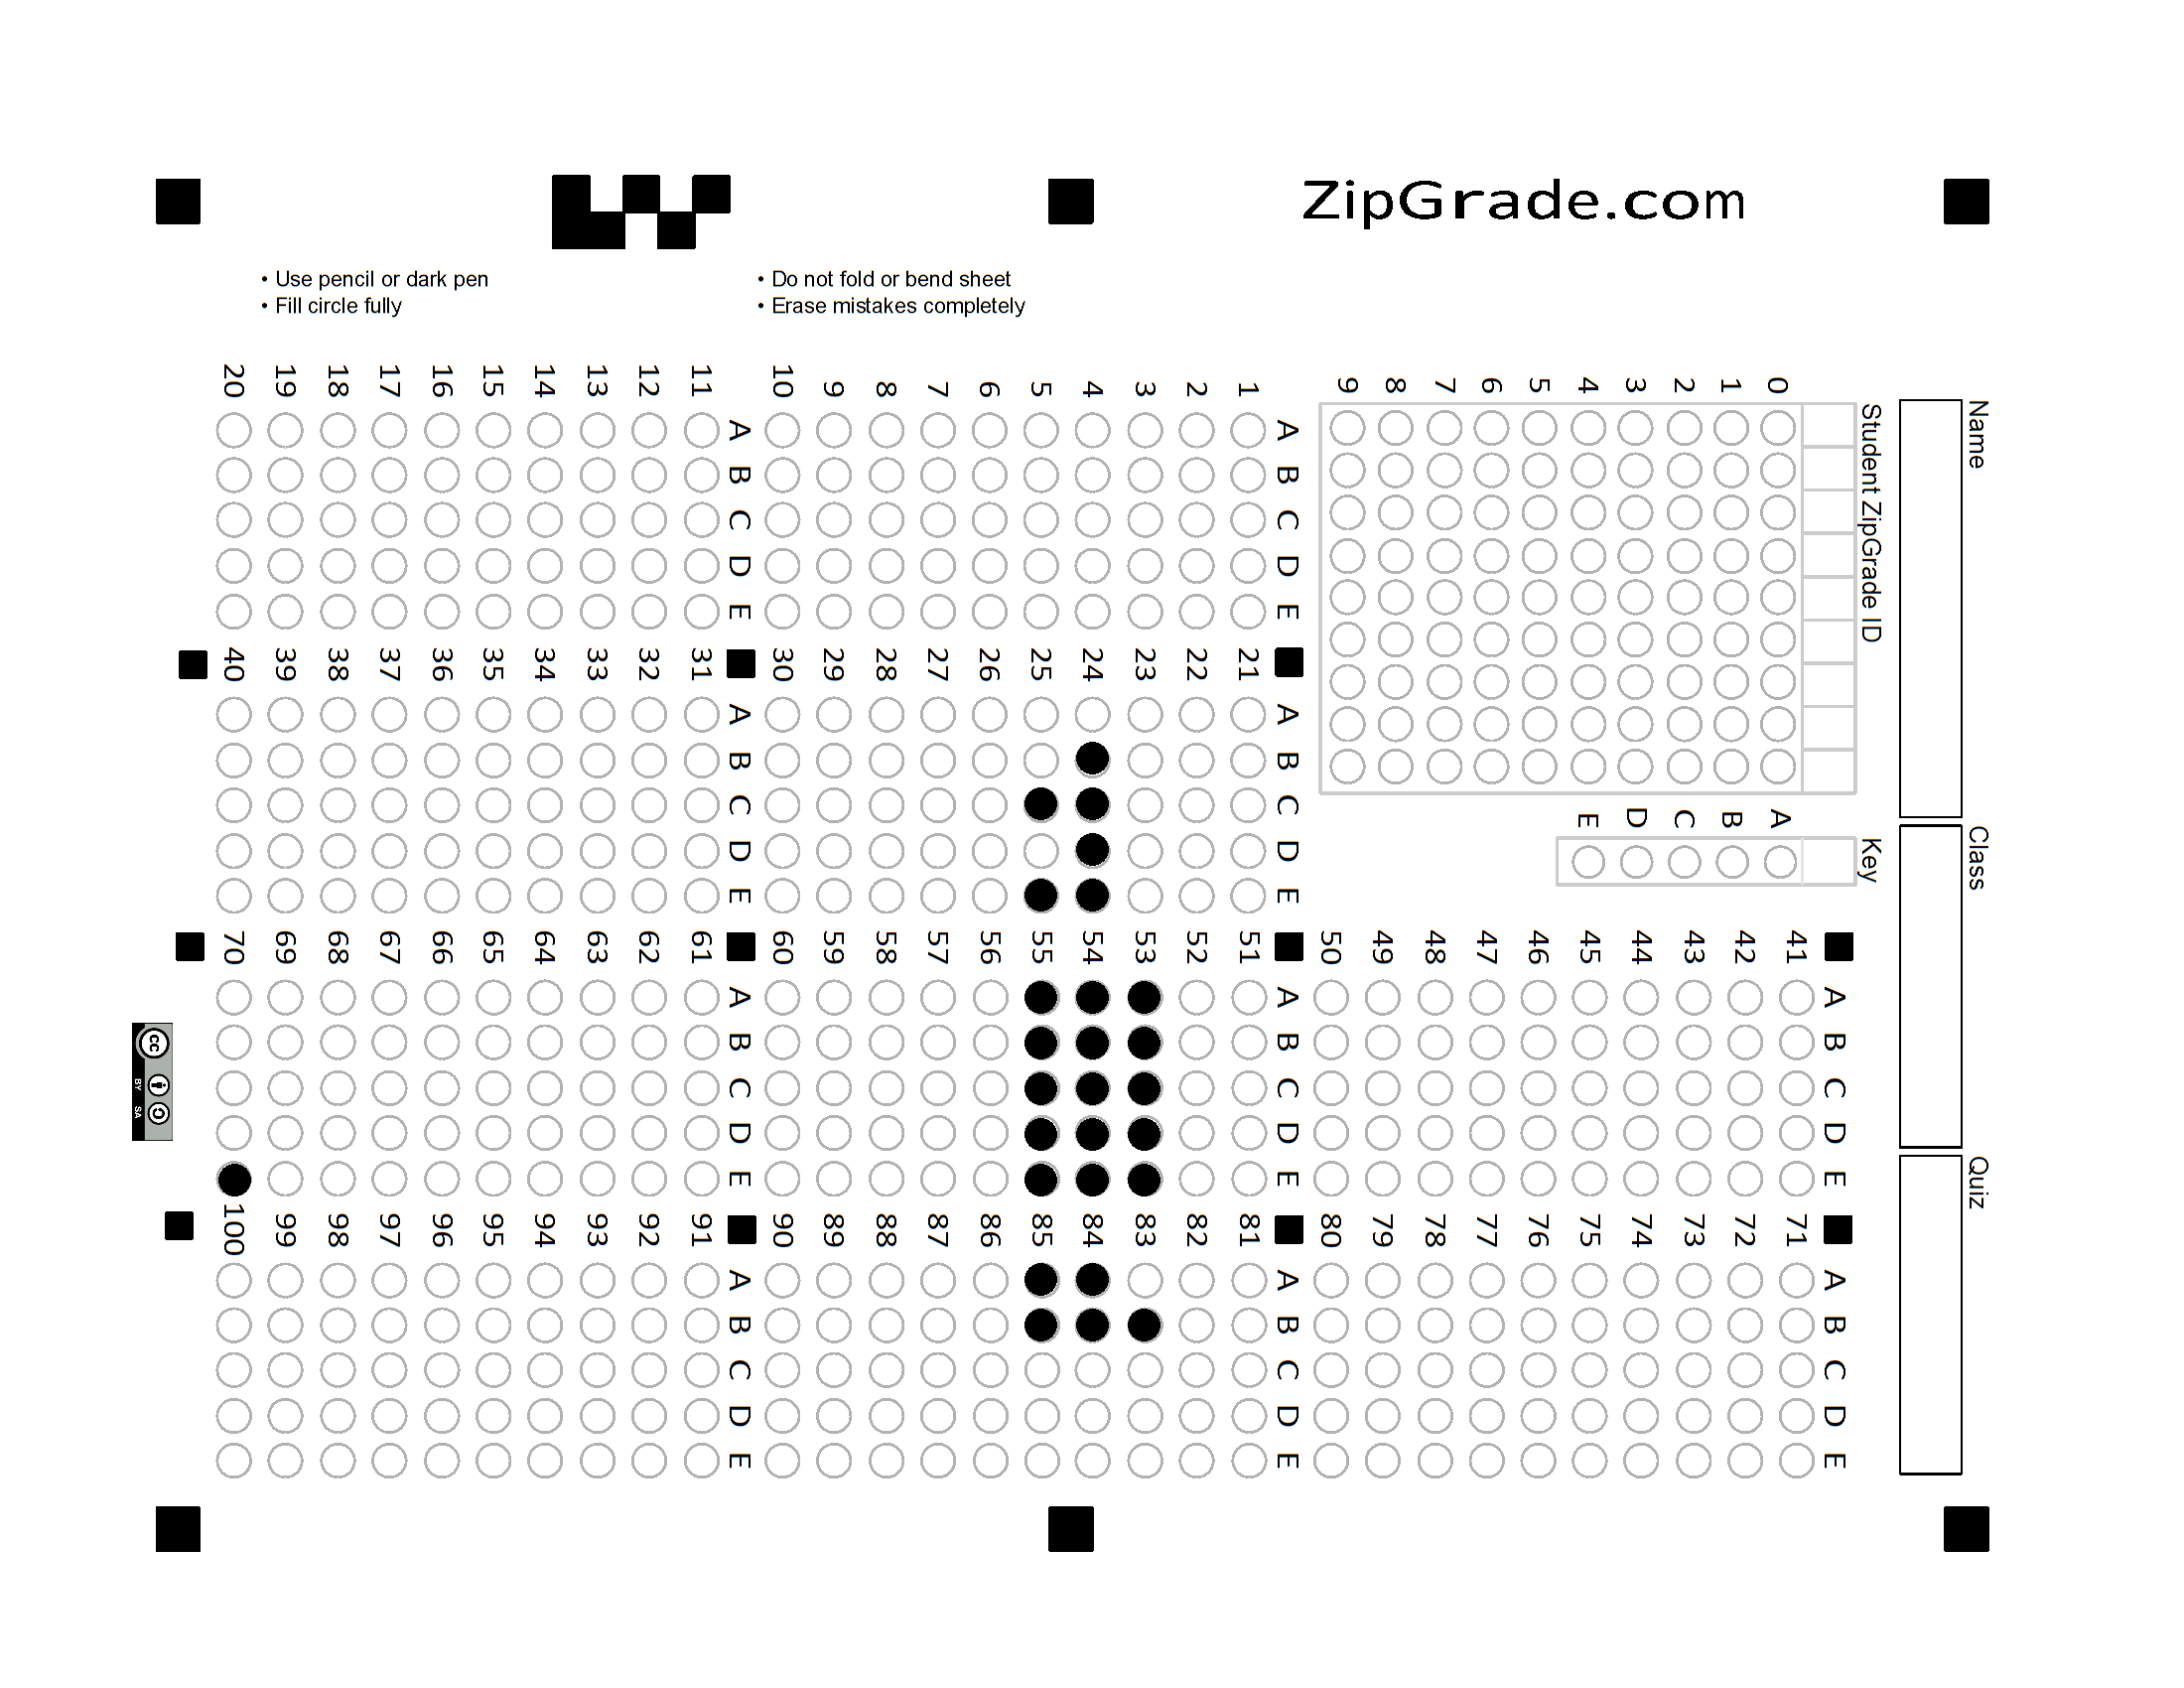 ZipGrade.com
• Use pencil or dark pen
• Fill circle fully
• Do not fold or bend sheet
• Erase mistakes completely
Name Class Quiz
Student ZipGrade ID Key
0 A
1 B
2 C
3 D
4 E
5
6
7
8
9
A B C D E A B C D E
41 71
42 72
43 73
44 74
45 75
46 76
47 77
48 78
49 79
50 80
A B C D E A B C D E A B C D E A B C D E
1 21 51 81
2 22 52 82
3 23 53 83
4 24 54 84
5 25 55 85
6 26 56 86
7 27 57 87
8 28 58 88
9 29 59 89
10 30 60 90
A B C D E A B C D E A B C D E A B C D E
11 31 61 91
12 32 62 92
13 33 63 93
14 34 64 94
15 35 65 95
16 36 66 96
17 37 67 97
18 38 68 98
19 39 69 99
20 40 70 100
cc BY SA